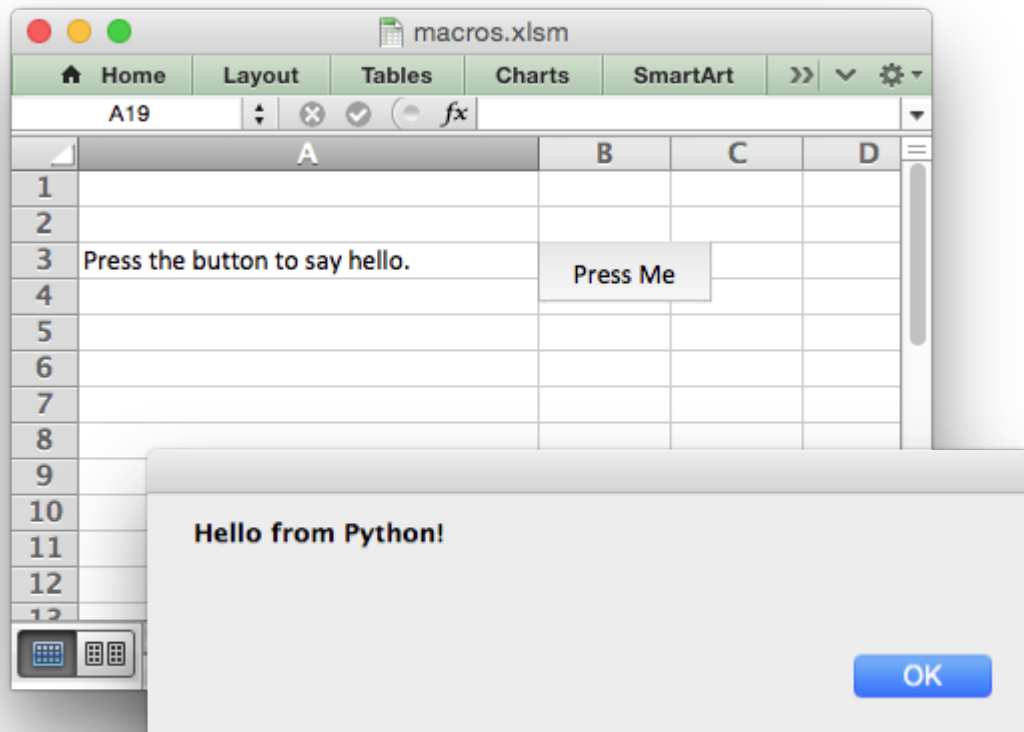 macros.xlsm
Home Layout Tables Charts SmartArt
A19 fx
A B C D
1
2
3 Press the button to say hello. Press Me
4
5
6
7
8
9
10
11
12
13
Hello from Python!
OK